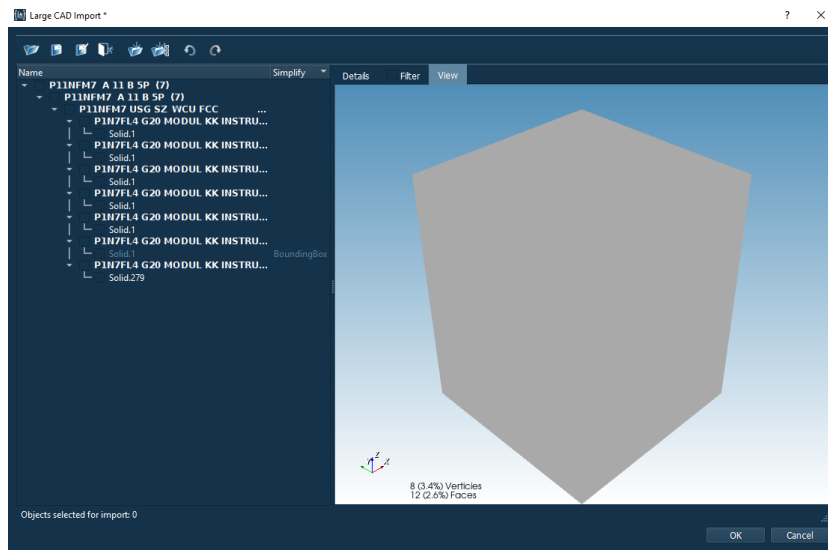 Large CAD Import *
? ×
Name Simplify
Details Filter View
P11NFM7 A 11 B 5P (7)
P11NFM7 A 11 B 5P (7)
P11NFM7 USG SZ WCU FCC ...
P1N7FL4 G20 MODUL KK INSTRU...
Solid.1
P1N7FL4 G20 MODUL KK INSTRU...
Solid.1
P1N7FL4 G20 MODUL KK INSTRU...
Solid.1
P1N7FL4 G20 MODUL KK INSTRU...
Solid.1
P1N7FL4 G20 MODUL KK INSTRU...
Solid.1
P1N7FL4 G20 MODUL KK INSTRU...
Solid.1 BoundingBox
P1N7FL4 G20 MODUL KK INSTRU...
Solid.279
Z
Y X
8 (3.4%) Verticies
12 (2.6%) Faces
Objects selected for import: 0
OK Cancel